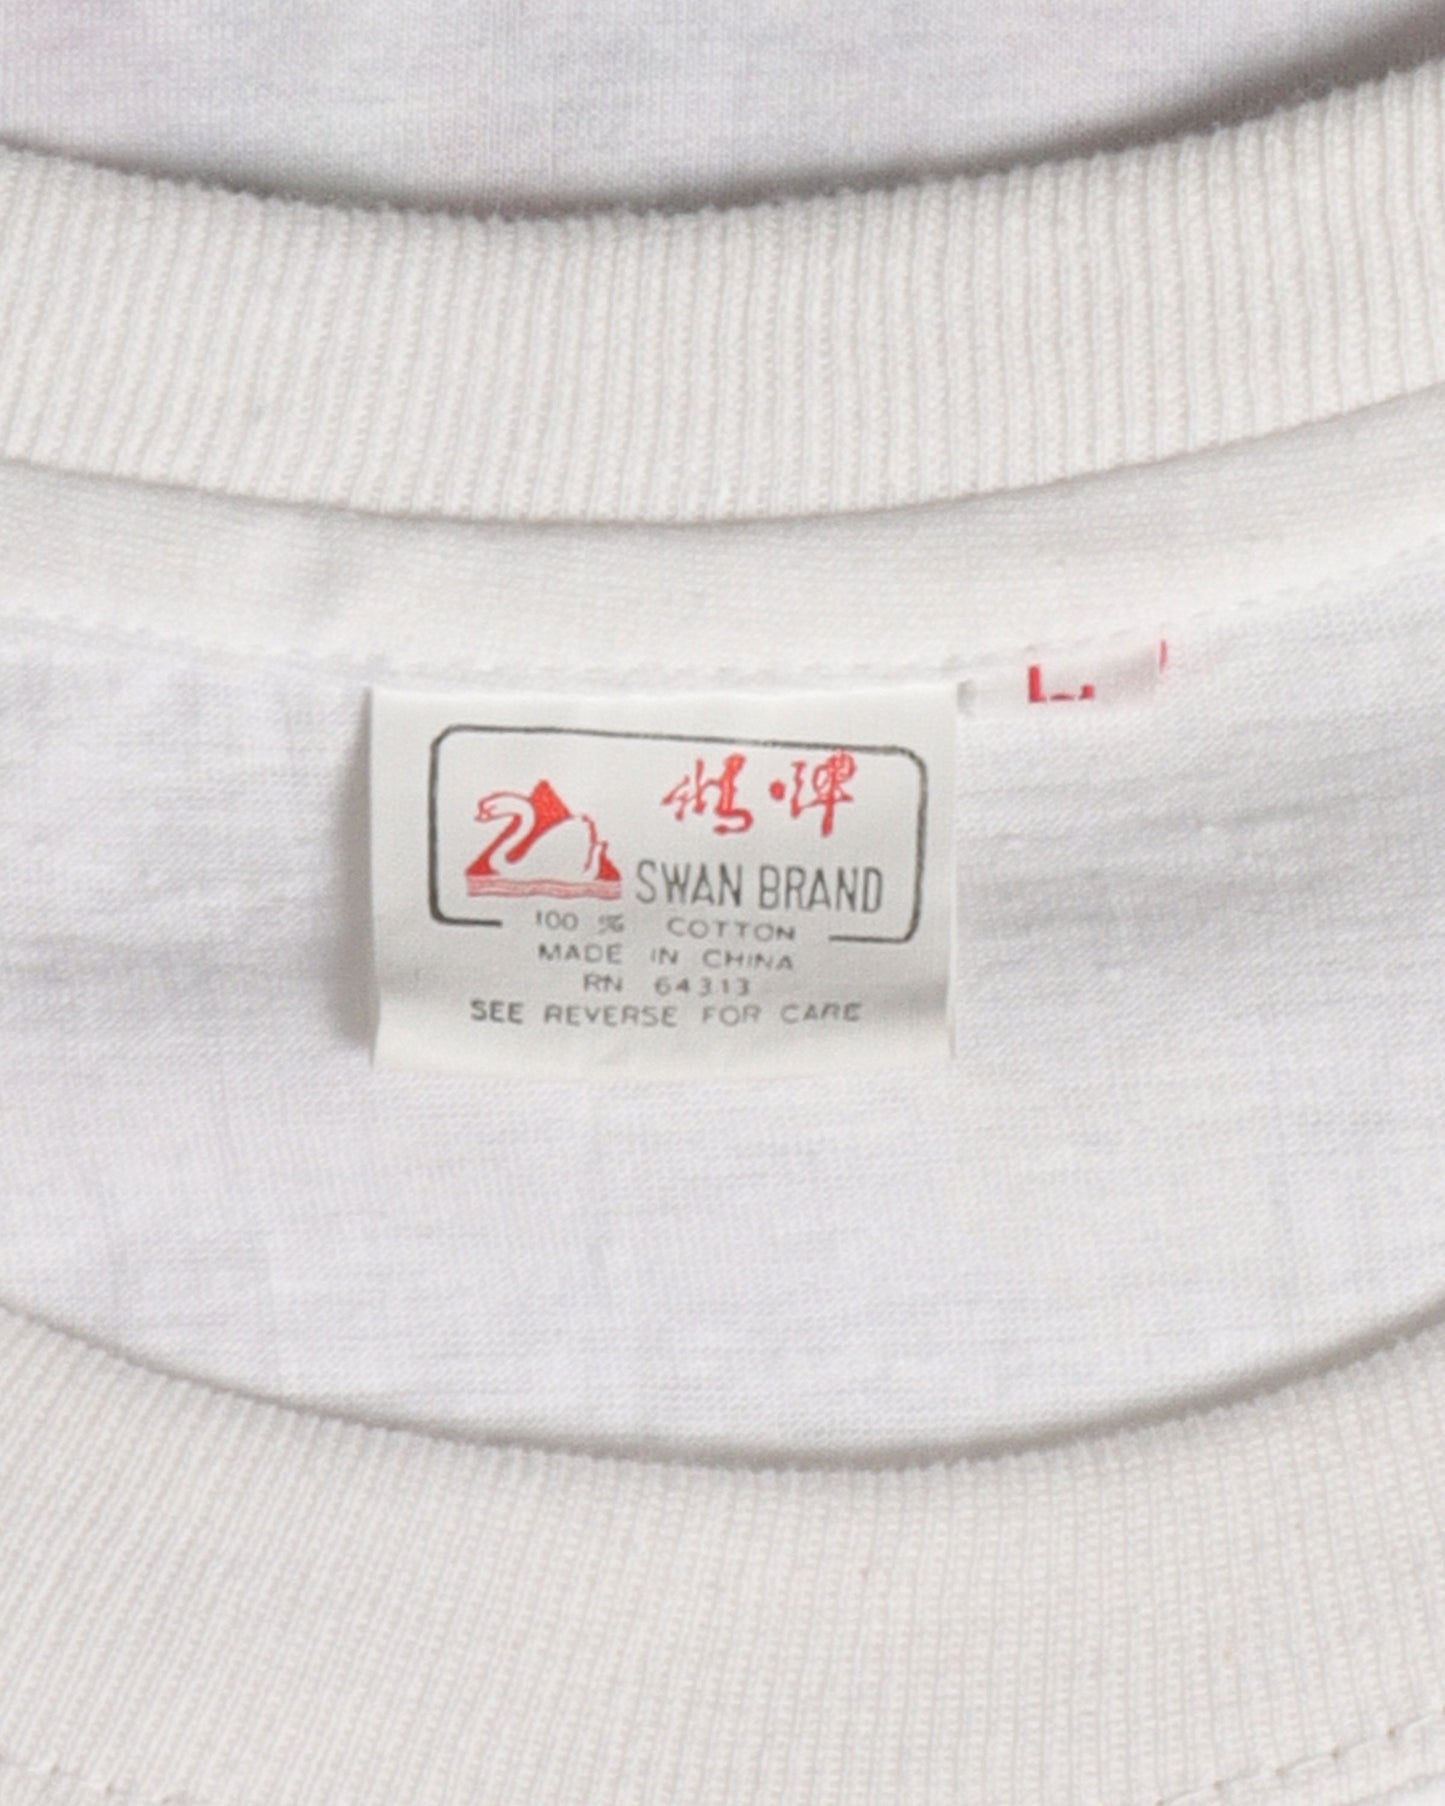 鹅·牌
SWAN BRAND
100 % COTTON
MADE IN CHINA
RN 64313
SEE REVERSE FOR CARE
L